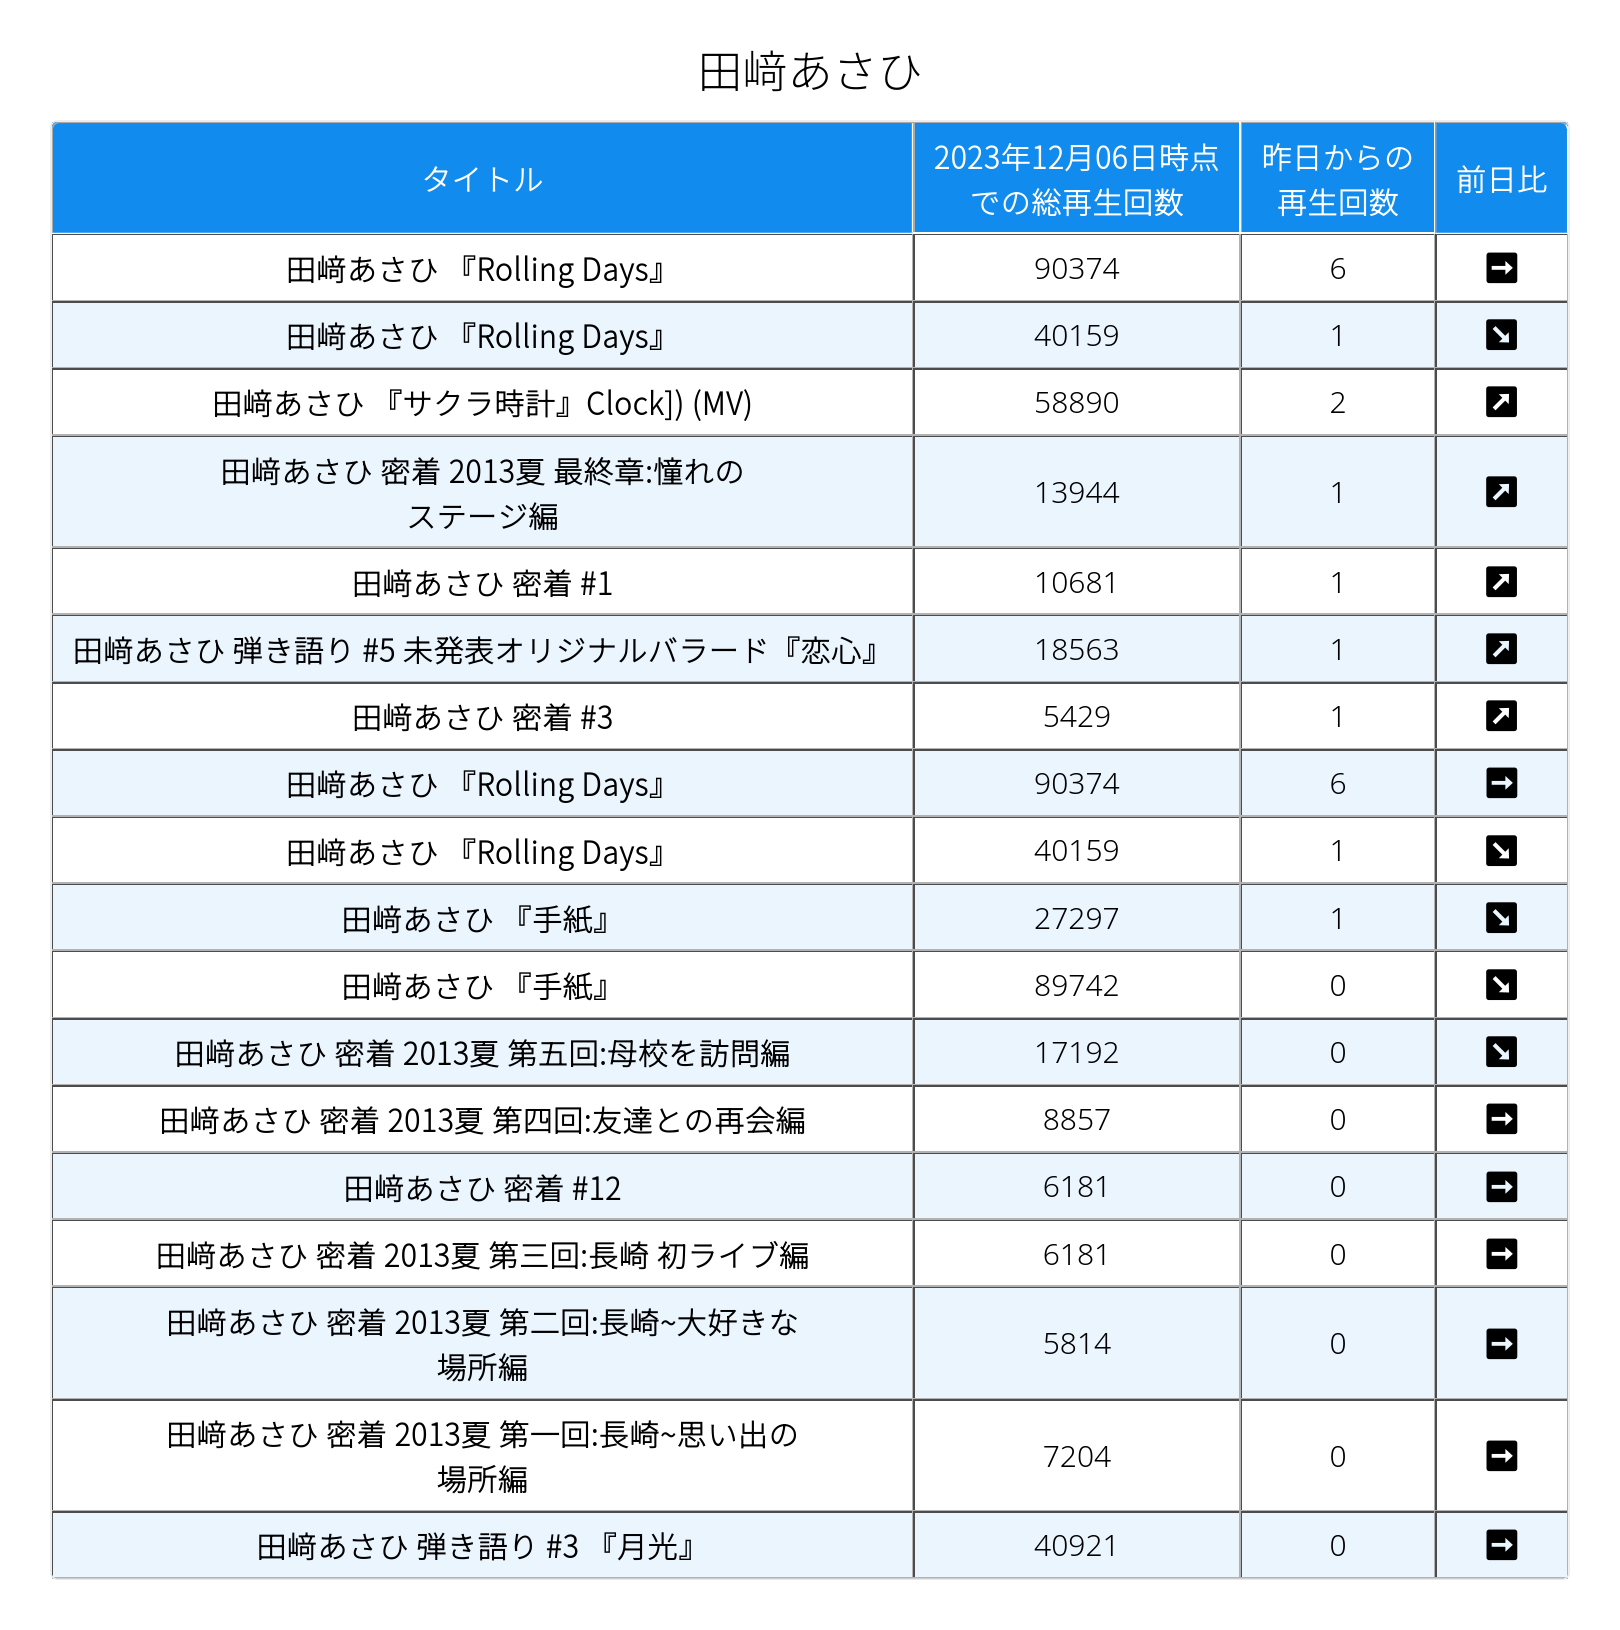 田﨑あさひ
タイトル
2023年12月06日時点
での総再生回数
昨日からの
再生回数
前日比
田﨑あさひ 『Rolling Days』 90374 6 ➡
田﨑あさひ 『Rolling Days』 40159 1 ↘
田﨑あさひ 『サクラ時計』Clock]) (MV) 58890 2 ↗
田﨑あさひ 密着 2013夏 最終章:憧れの
ステージ編 13944 1 ↗
田﨑あさひ 密着 #1 10681 1 ↗
田﨑あさひ 弾き語り #5 未発表オリジナルバラード『恋心』 18563 1 ↗
田﨑あさひ 密着 #3 5429 1 ↗
田﨑あさひ 『Rolling Days』 90374 6 ➡
田﨑あさひ 『Rolling Days』 40159 1 ↘
田﨑あさひ 『手紙』 27297 1 ↘
田﨑あさひ 『手紙』 89742 0 ↘
田﨑あさひ 密着 2013夏 第五回:母校を訪問編 17192 0 ↘
田﨑あさひ 密着 2013夏 第四回:友達との再会編 8857 0 ➡
田﨑あさひ 密着 #12 6181 0 ➡
田﨑あさひ 密着 2013夏 第三回:長崎 初ライブ編 6181 0 ➡
田﨑あさひ 密着 2013夏 第二回:長崎~大好きな
場所編 5814 0 ➡
田﨑あさひ 密着 2013夏 第一回:長崎~思い出の
場所編 7204 0 ➡
田﨑あさひ 弾き語り #3 『月光』 40921 0 ➡